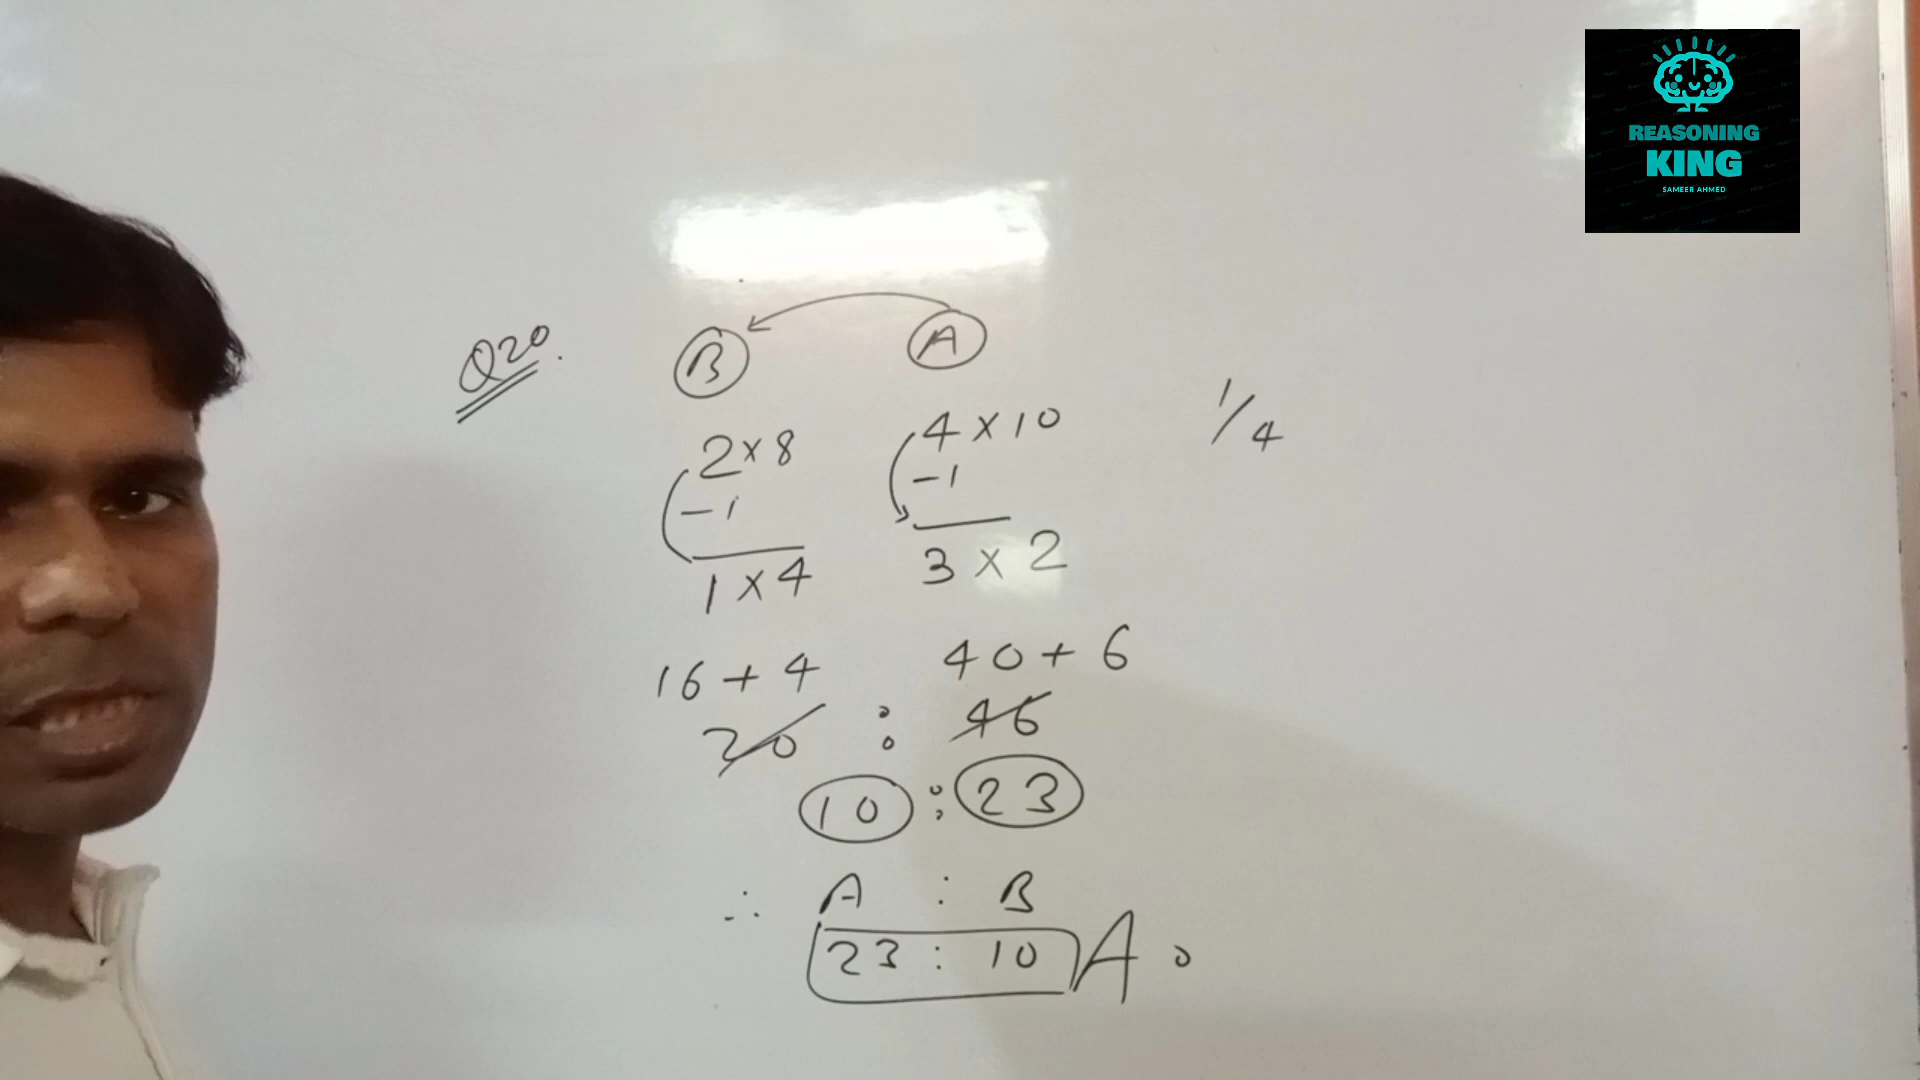 REASONING
KING
SAMEER AHMED
Q20.
B A
2×8 4×10 1/4
-1 -1
1×4 3×2
16+4 40+6
20 : 46
10 : 23
∴ A : B
23 : 10 A